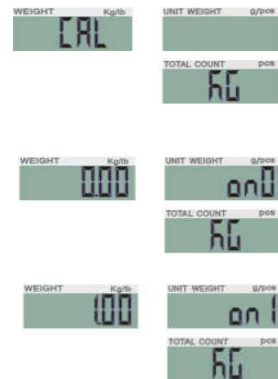 WEIGHT Kg/lb UNIT WEIGHT g/pcs
CAL
TOTAL COUNT pcs
KG
WEIGHT Kg/lb UNIT WEIGHT g/pcs
0.00 on0
TOTAL COUNT pcs
KG
WEIGHT Kg/lb UNIT WEIGHT g/pcs
1.00 on1
TOTAL COUNT pcs
KG